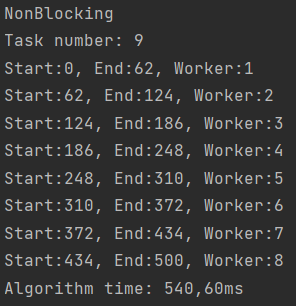 NonBlocking
Task number: 9
Start:0, End:62, Worker:1
Start:62, End:124, Worker:2
Start:124, End:186, Worker:3
Start:186, End:248, Worker:4
Start:248, End:310, Worker:5
Start:310, End:372, Worker:6
Start:372, End:434, Worker:7
Start:434, End:500, Worker:8
Algorithm time: 540,60ms